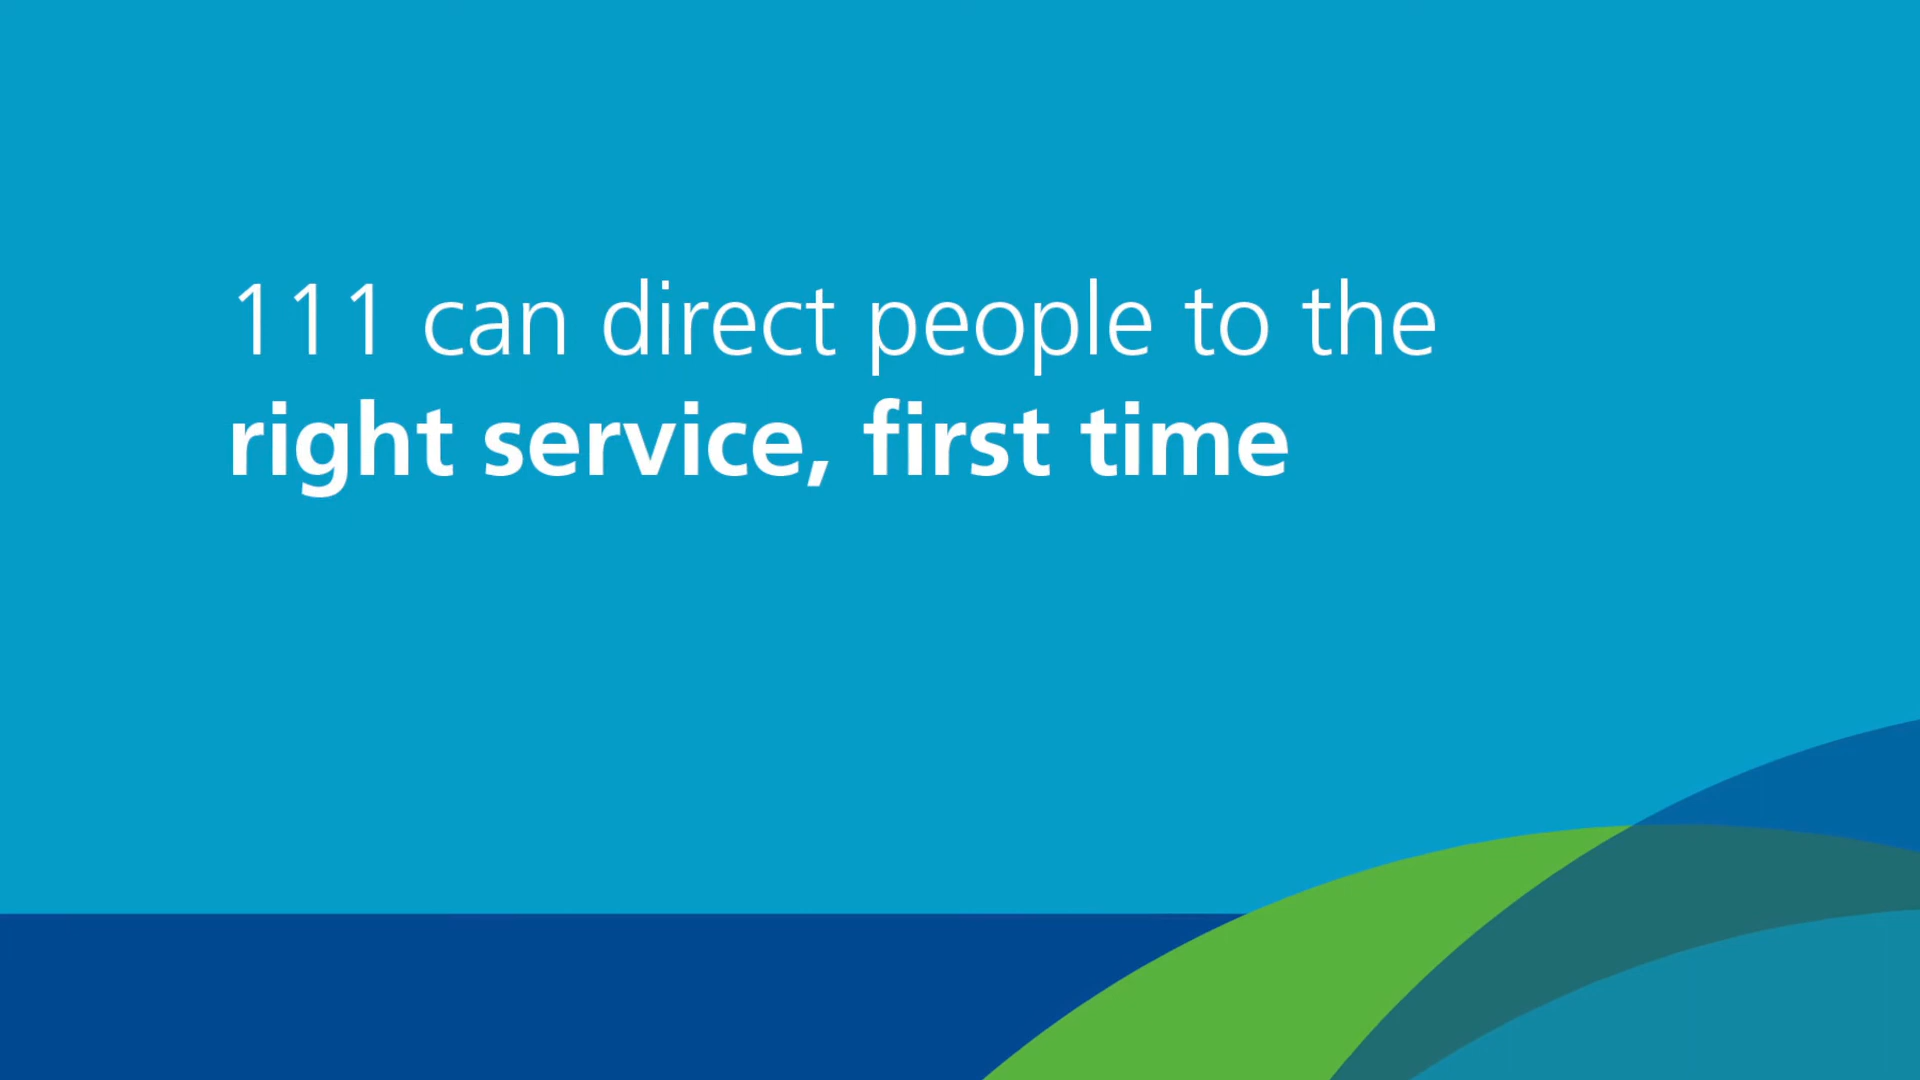 111 can direct people to the
right service, first time